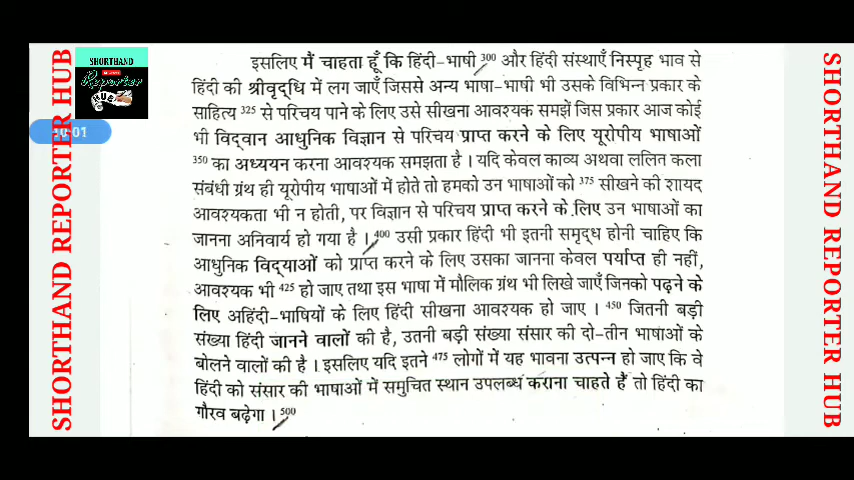 SHORTHAND
Reporter
HUB
20:01
SHORTHAND REPORTER HUB
इसलिए मैं चाहता हूँ कि हिंदी-भाषी 300 और हिंदी संस्थाएँ निस्पृह भाव से
हिंदी की श्रीवृद्धि में लग जाएँ जिससे अन्य भाषा-भाषी भी उसके विभिन्न प्रकार के
साहित्य 325 से परिचय पाने के लिए उसे सीखना आवश्यक समझें जिस प्रकार आज कोई
भी विद्वान आधुनिक विज्ञान से परिचय प्राप्त करने के लिए यूरोपीय भाषाओं
350 का अध्ययन करना आवश्यक समझता है । यदि केवल काव्य अथवा ललित कला
संबंधी ग्रंथ ही यूरोपीय भाषाओं में होते तो हमको उन भाषाओं को 375 सीखने की शायद
आवश्यकता भी न होती, पर विज्ञान से परिचय प्राप्त करने के लिए उन भाषाओं का
जानना अनिवार्य हो गया है । 400 उसी प्रकार हिंदी भी इतनी समृद्ध होनी चाहिए कि
आधुनिक विद्याओं को प्राप्त करने के लिए उसका जानना केवल पर्याप्त ही नहीं,
आवश्यक भी 425 हो जाए तथा इस भाषा में मौलिक ग्रंथ भी लिखे जाएँ जिनको पढ़ने के
लिए अहिंदी-भाषियों के लिए हिंदी सीखना आवश्यक हो जाए । 450 जितनी बड़ी
संख्या हिंदी जानने वालों की है, उतनी बड़ी संख्या संसार की दो-तीन भाषाओं के
बोलने वालों की है । इसलिए यदि इतने 475 लोगों में यह भावना उत्पन्न हो जाए कि वे
हिंदी को संसार की भाषाओं में समुचित स्थान उपलब्ध कराना चाहते हैं तो हिंदी का
गौरव बढ़ेगा । 500
SHORTHAND REPORTER HUB